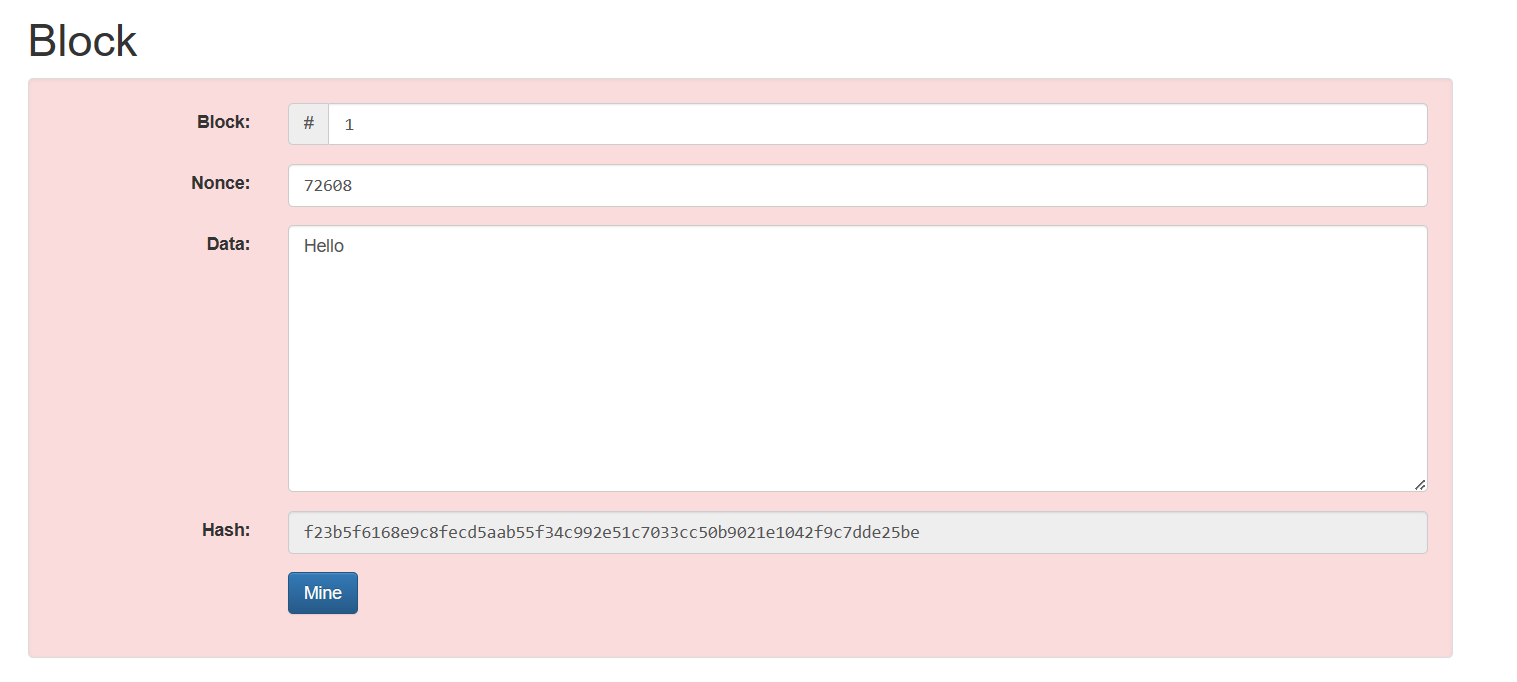 Block
Block: # 1
Nonce: 72608
Data: Hello
Hash: f23b5f6168e9c8fecd5aab55f34c992e51c7033cc50b9021e1042f9c7dde25be
Mine